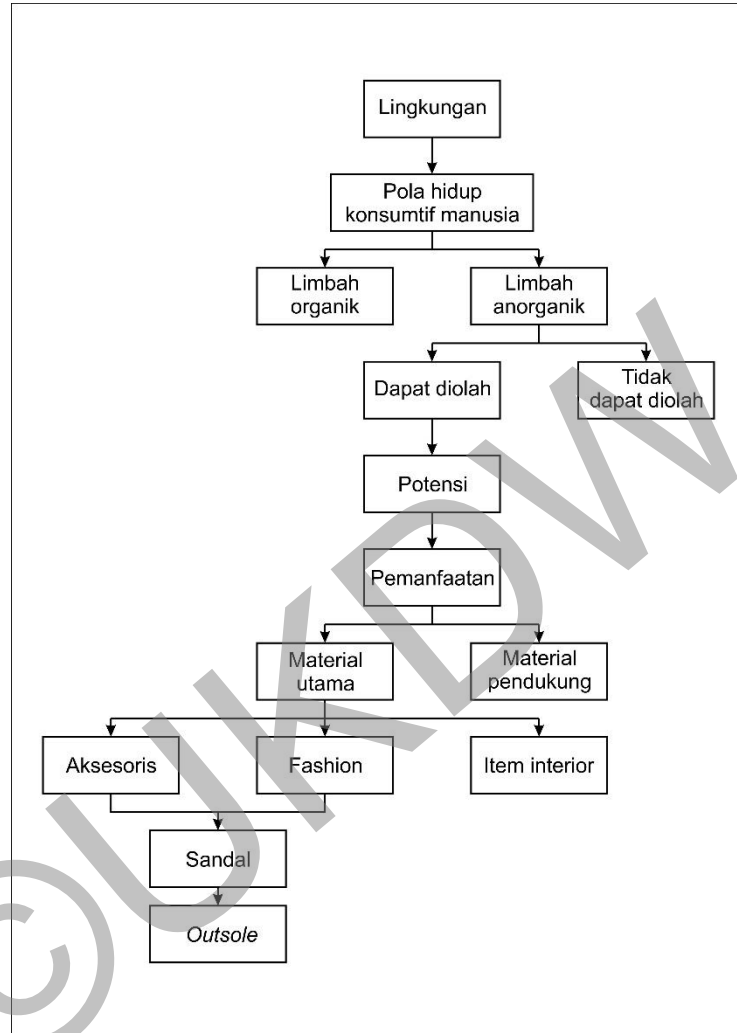 Lingkungan
Pola hidup
konsumtif manusia
Limbah
organik
Limbah
anorganik
Dapat diolah
Tidak
dapat diolah
Potensi
Pemanfaatan
Material
utama
Material
pendukung
Aksesoris
Fashion
Item interior
Sandal
Outsole
©UKDW